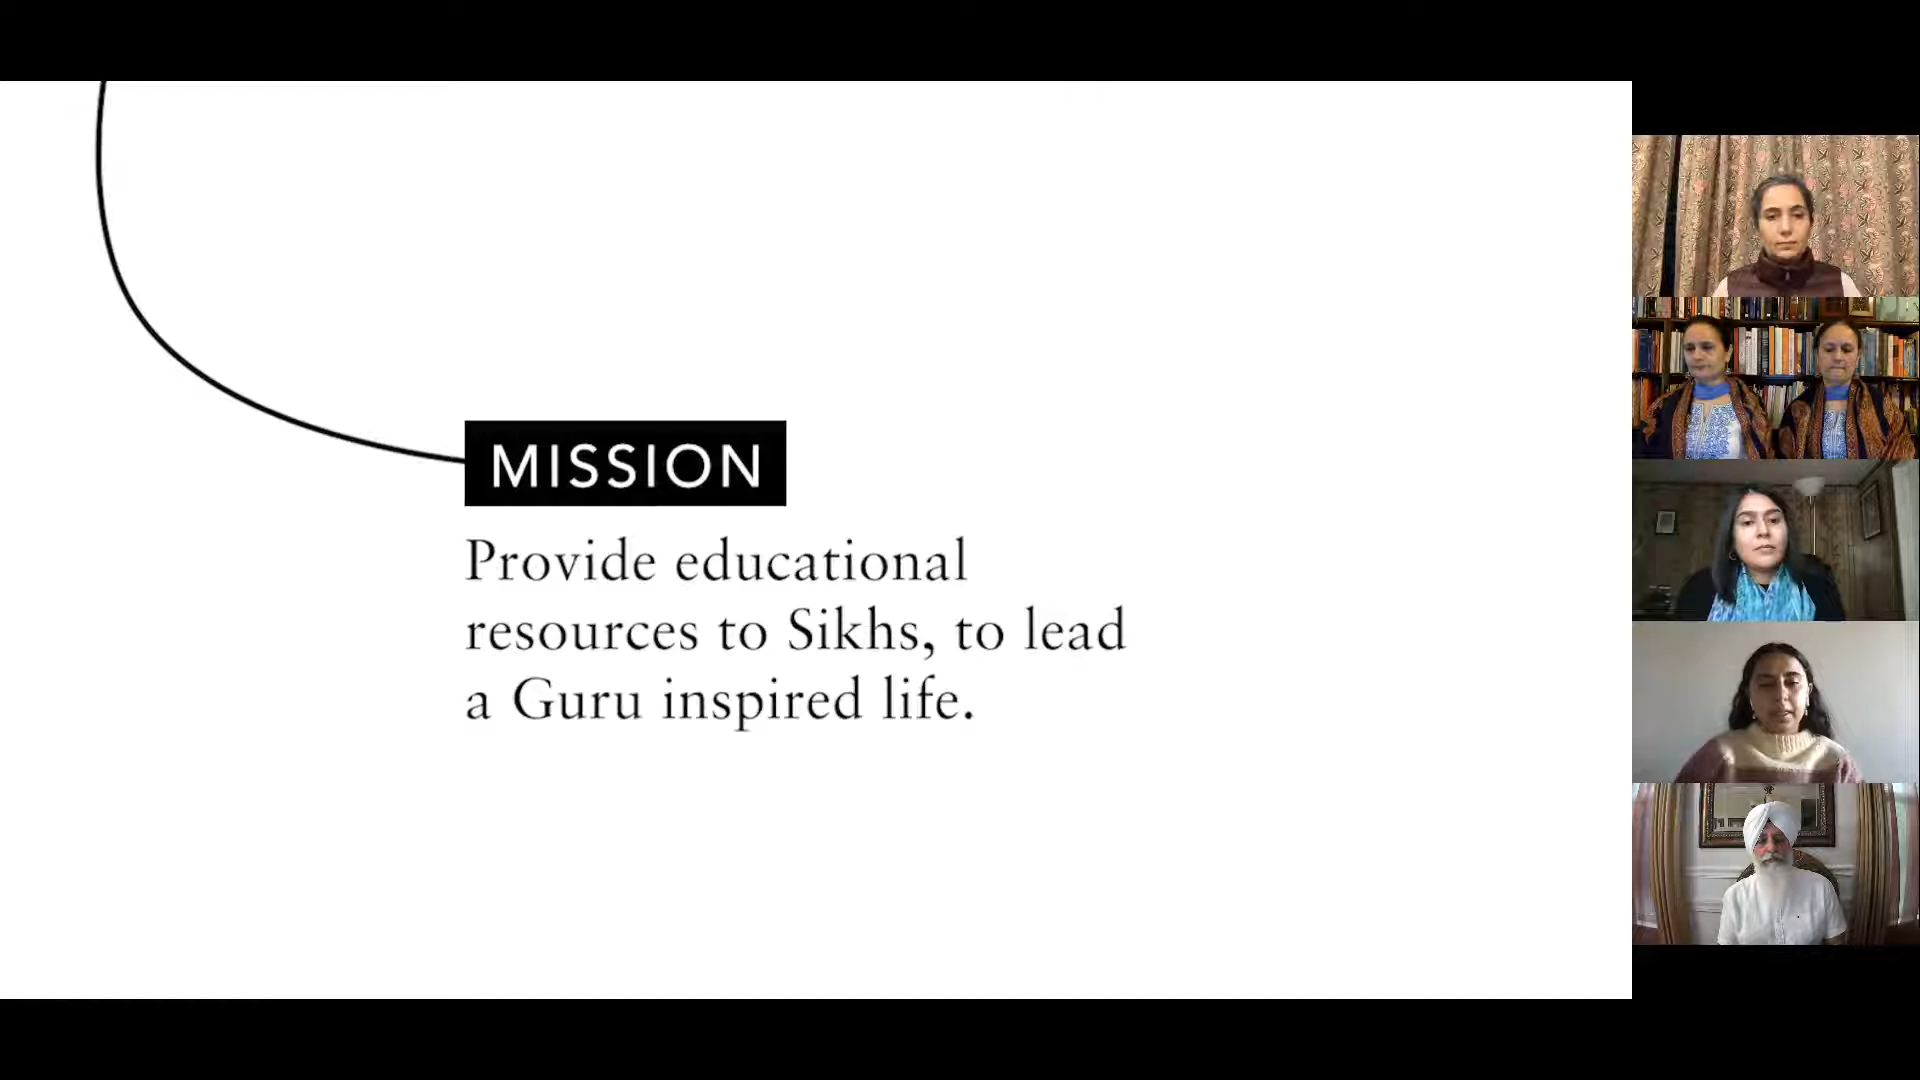 MISSION
Provide educational
resources to Sikhs, to lead
a Guru inspired life.